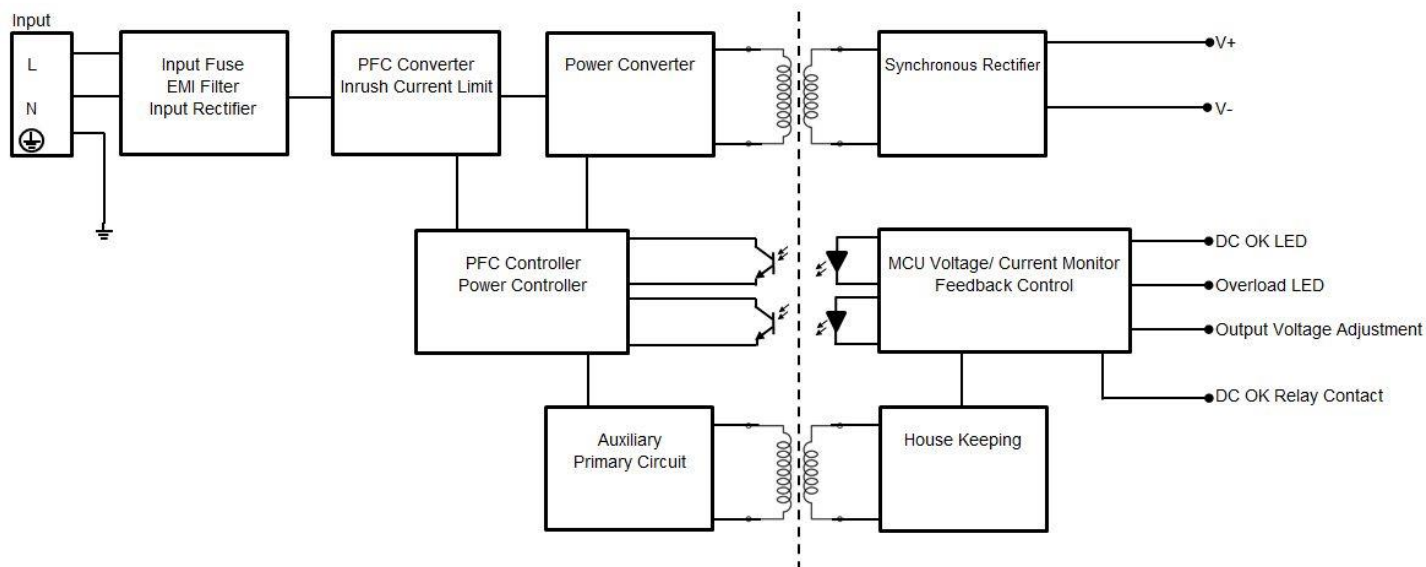 Input
L
N
Input Fuse
EMI Filter
Input Rectifier
PFC Converter
Inrush Current Limit
Power Converter
Synchronous Rectifier
V+
V-
PFC Controller
Power Controller
MCU Voltage/ Current Monitor
Feedback Control
DC OK LED
Overload LED
Output Voltage Adjustment
DC OK Relay Contact
Auxiliary
Primary Circuit
House Keeping